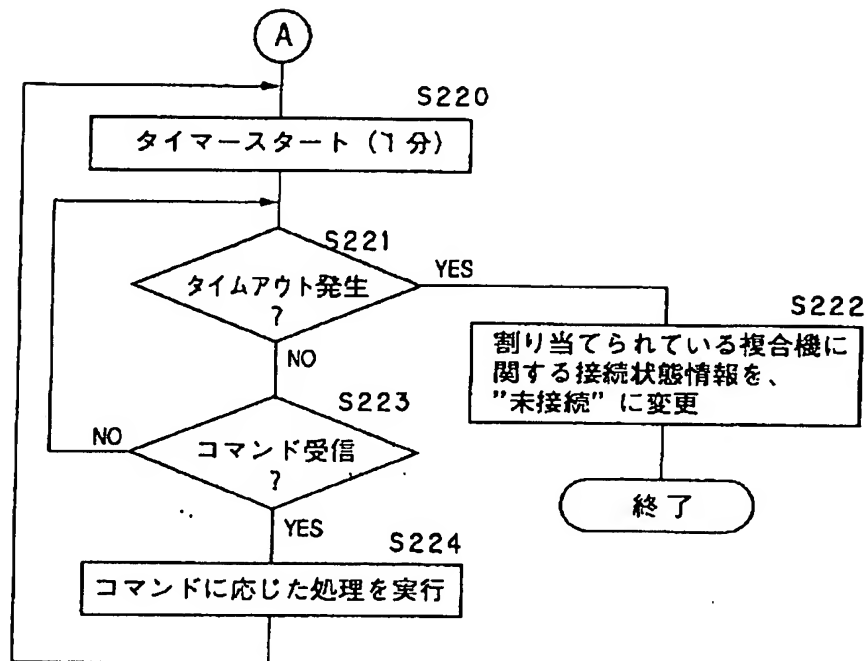 A
S220
タイマースタート（1分）
S221
タイムアウト発生
?
YES
NO
S222
割り当てられている複合機に
関する接続状態情報を、
”未接続”に変更
S223
コマンド受信
?
NO
YES
終了
S224
コマンドに応じた処理を実行